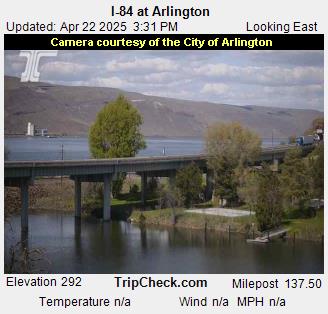 I-84 at Arlington
Updated: Apr 22 2025 3:31 PM Looking East
Camera courtesy of the City of Arlington
Elevation 292 TripCheck.com Milepost 137.50
Temperature n/a Wind n/a MPH n/a